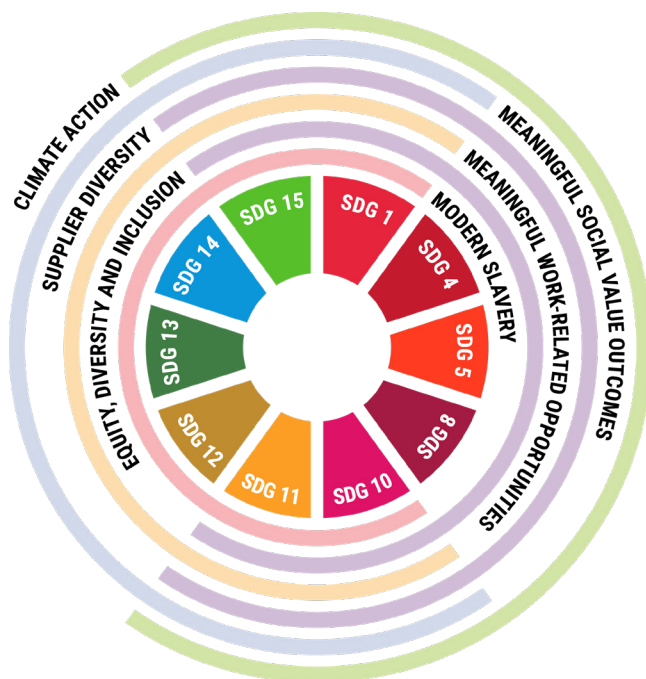 CLIMATE ACTION
SUPPLIER DIVERSITY
EQUITY, DIVERSITY AND INCLUSION
MODERN SLAVERY
MEANINGFUL WORK-RELATED OPPORTUNITIES
MEANINGFUL SOCIAL VALUE OUTCOMES
SDG 1
SDG 4
SDG 5
SDG 8
SDG 10
SDG 11
SDG 12
SDG 13
SDG 14
SDG 15